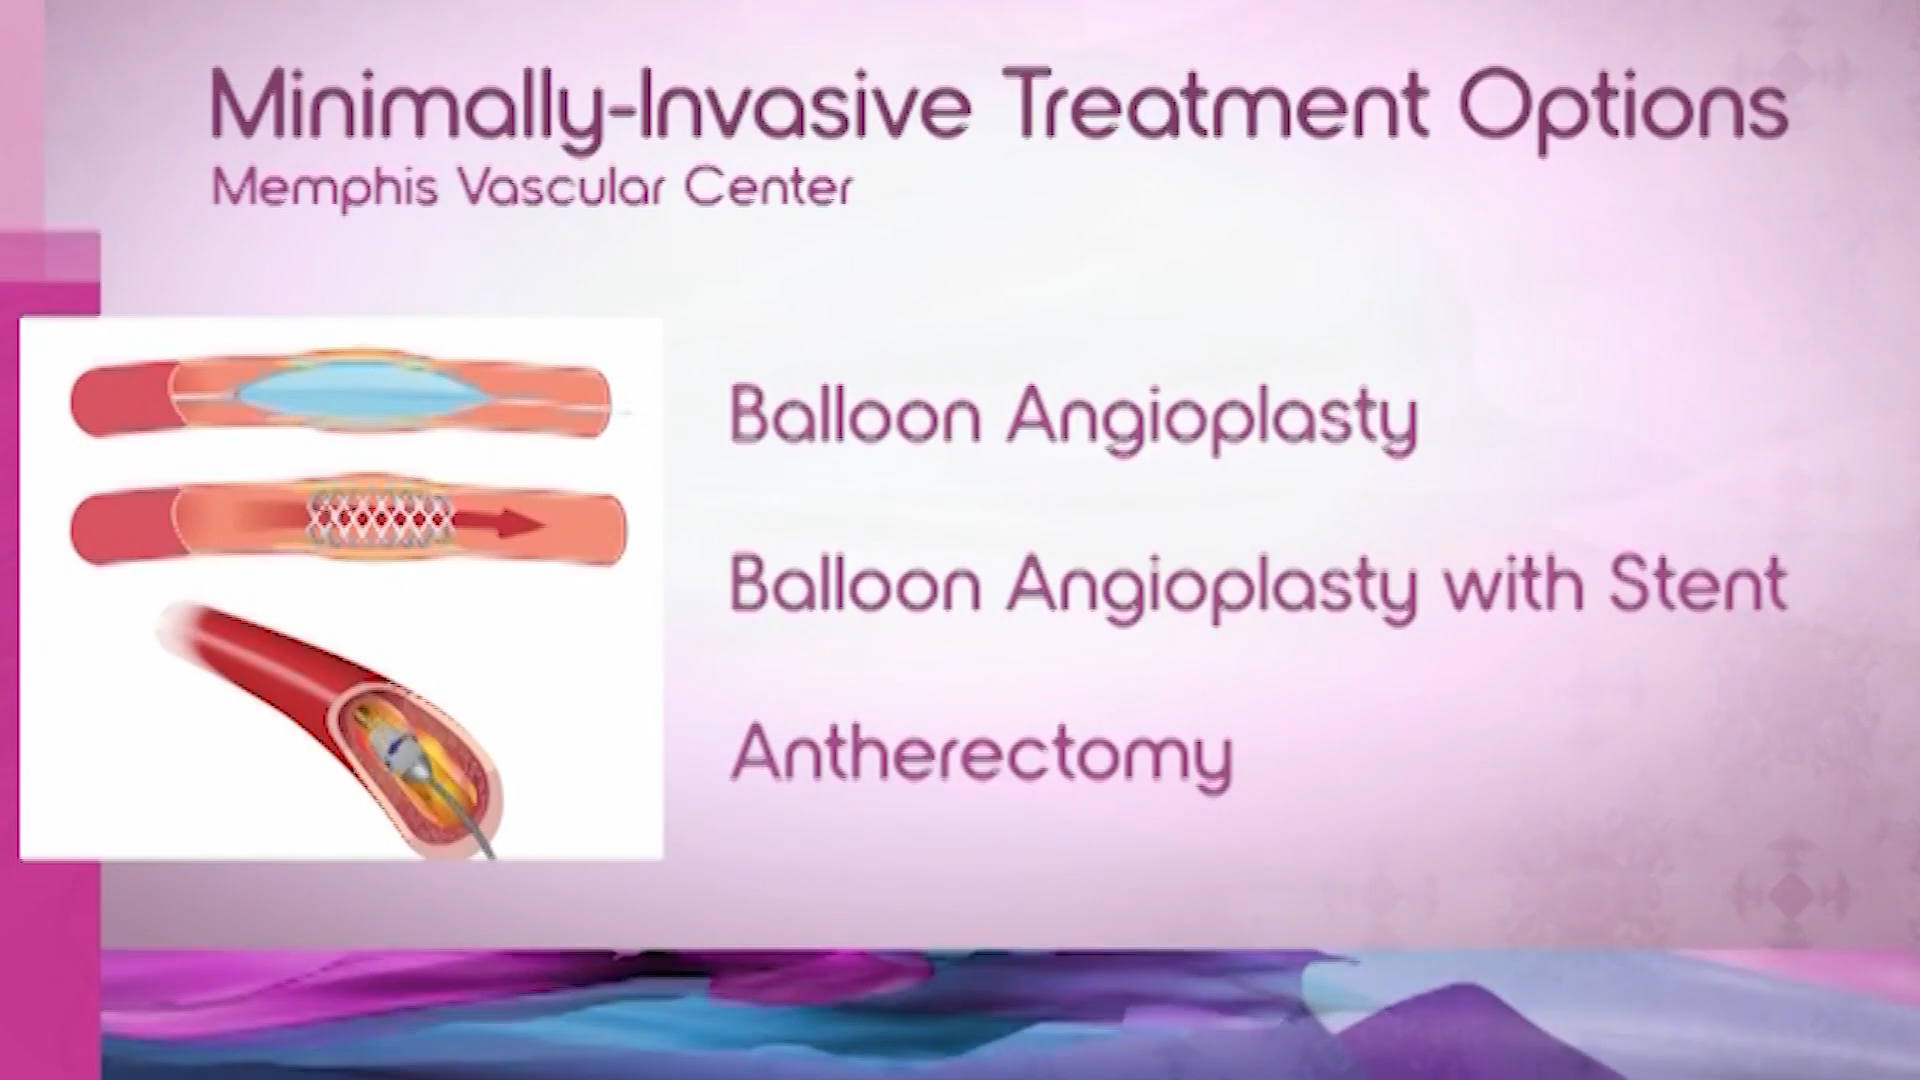 Minimally-Invasive Treatment Options
Memphis Vascular Center
Balloon Angioplasty
Balloon Angioplasty with Stent
Antherectomy